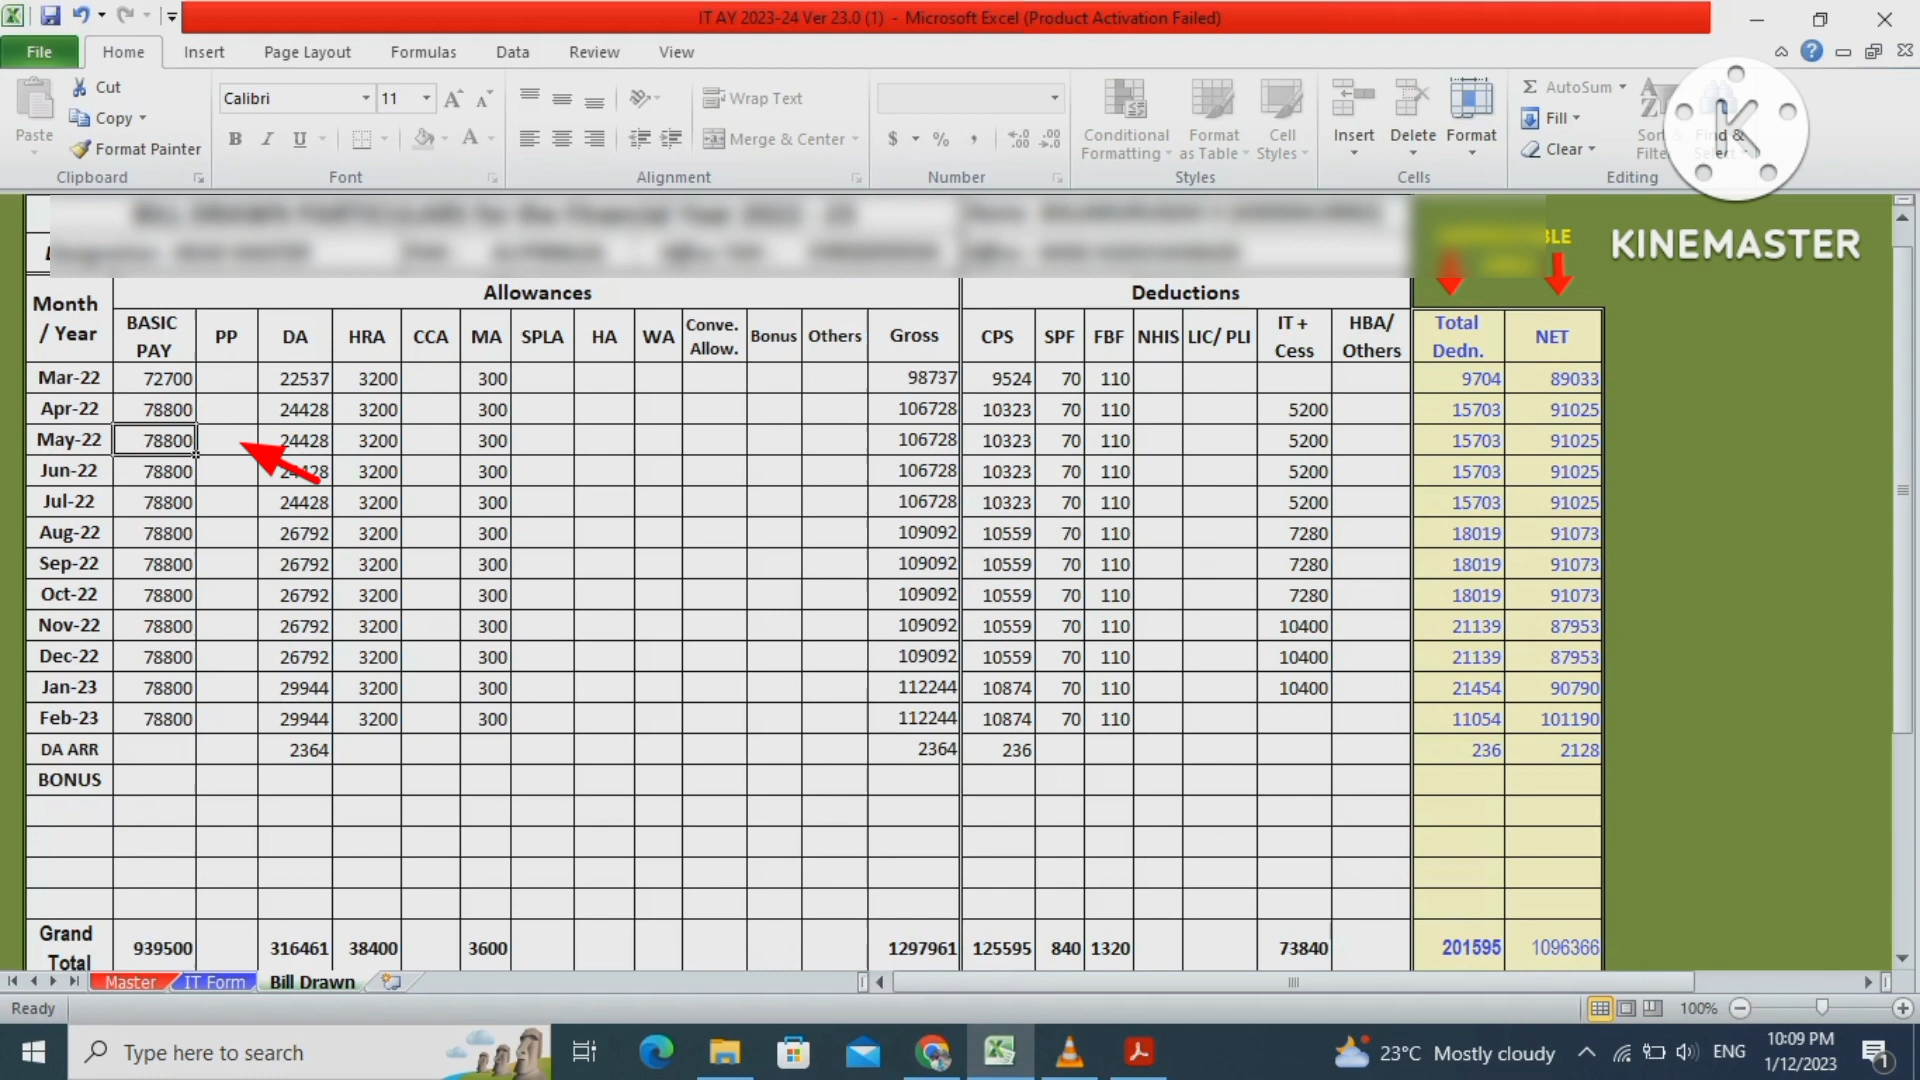 IT AY 2023-24 Ver 23.0 (1) - Microsoft Excel (Product Activation Failed)
File Home Insert Page Layout Formulas Data Review View
Paste Cut Copy Format Painter
Calibri 11
B I U A
Wrap Text
Merge & Center
$ % ,
Conditional Formatting Format as Table Cell Styles
Insert Delete Format
Σ AutoSum
Fill
Clear
Clipboard Font Alignment Number Styles Cells Editing
K
KINEMASTER
Month / Year Allowances Deductions
BASIC PAY PP DA HRA CCA MA SPLA HA WA Conve. Allow. Bonus Others Gross CPS SPF FBF NHIS LIC/ PLI IT + Cess HBA/ Others Total Dedn. NET
Mar-22 72700 22537 3200 300 98737 9524 70 110 9704 89033
Apr-22 78800 24428 3200 300 106728 10323 70 110 5200 15703 91025
May-22 78800 24428 3200 300 106728 10323 70 110 5200 15703 91025
Jun-22 78800 24428 3200 300 106728 10323 70 110 5200 15703 91025
Jul-22 78800 24428 3200 300 106728 10323 70 110 5200 15703 91025
Aug-22 78800 26792 3200 300 109092 10559 70 110 7280 18019 91073
Sep-22 78800 26792 3200 300 109092 10559 70 110 7280 18019 91073
Oct-22 78800 26792 3200 300 109092 10559 70 110 7280 18019 91073
Nov-22 78800 26792 3200 300 109092 10559 70 110 10400 21139 87953
Dec-22 78800 26792 3200 300 109092 10559 70 110 10400 21139 87953
Jan-23 78800 29944 3200 300 112244 10874 70 110 10400 21454 90790
Feb-23 78800 29944 3200 300 112244 10874 70 110 11054 101190
DA ARR 2364 2364 236 236 2128
BONUS
Grand Total 939500 316461 38400 3600 1297961 125595 840 1320 73840 201595 1096366
Master IT Form Bill Drawn
Ready 100%
Type here to search 23°C Mostly cloudy ENG 10:09 PM
1/12/2023 1